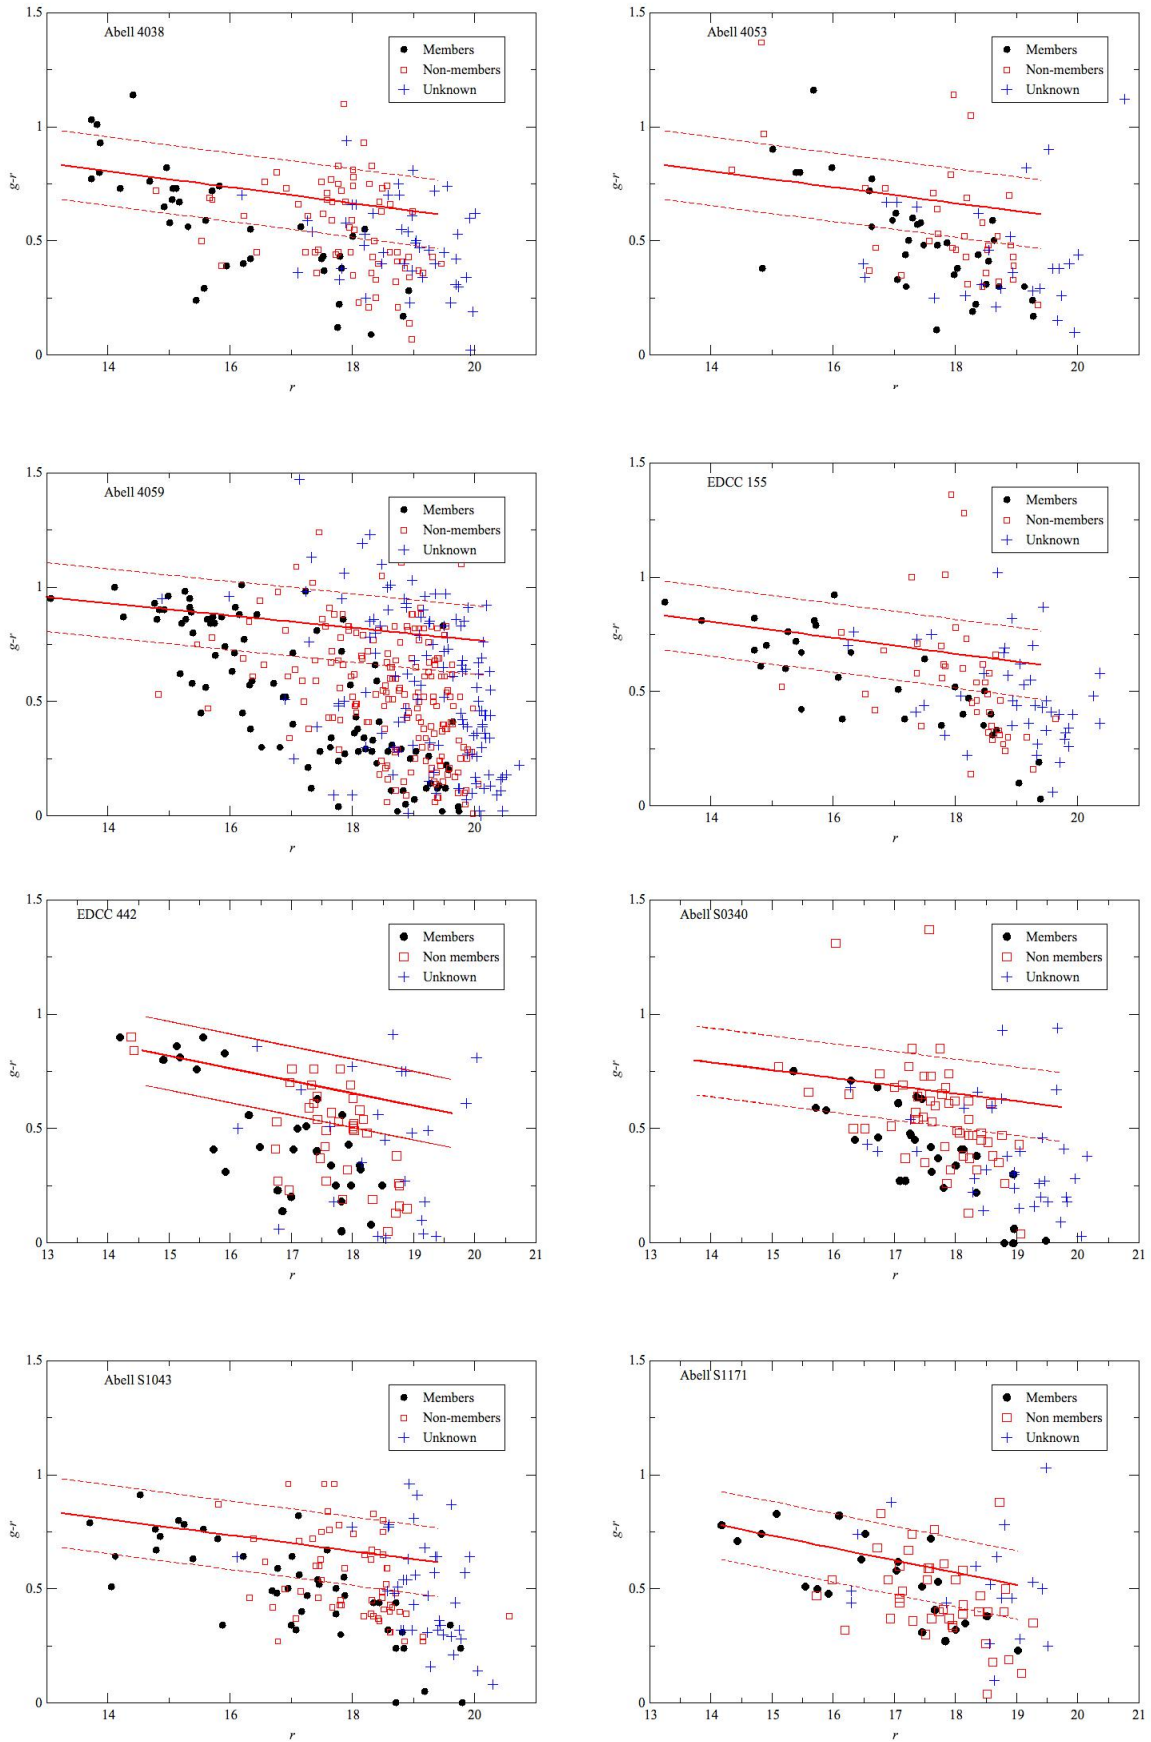 1.5
Abell 4038
Members
Non-members
Unknown
1
g-r
0.5
0
14
16
18
20
r
1.5
Abell 4053
Members
Non-members
Unknown
1
g-r
0.5
0
14
16
18
20
r
1.5
Abell 4059
Members
Non-members
Unknown
1
g-r
0.5
0
14
16
18
20
r
1.5
EDCC 155
Members
Non-members
Unknown
1
g-r
0.5
0
14
16
18
20
r
1.5
EDCC 442
Members
Non members
Unknown
1
g-r
0.5
0
13
14
15
16
17
18
19
20
21
r
1.5
Abell S0340
Members
Non members
Unknown
1
g-r
0.5
0
13
14
15
16
17
18
19
20
21
r
1.5
Abell S1043
Members
Non-members
Unknown
1
g-r
0.5
0
14
16
18
20
r
1.5
Abell S1171
Members
Non members
Unknown
1
g-r
0.5
0
13
14
15
16
17
18
19
20
21
r